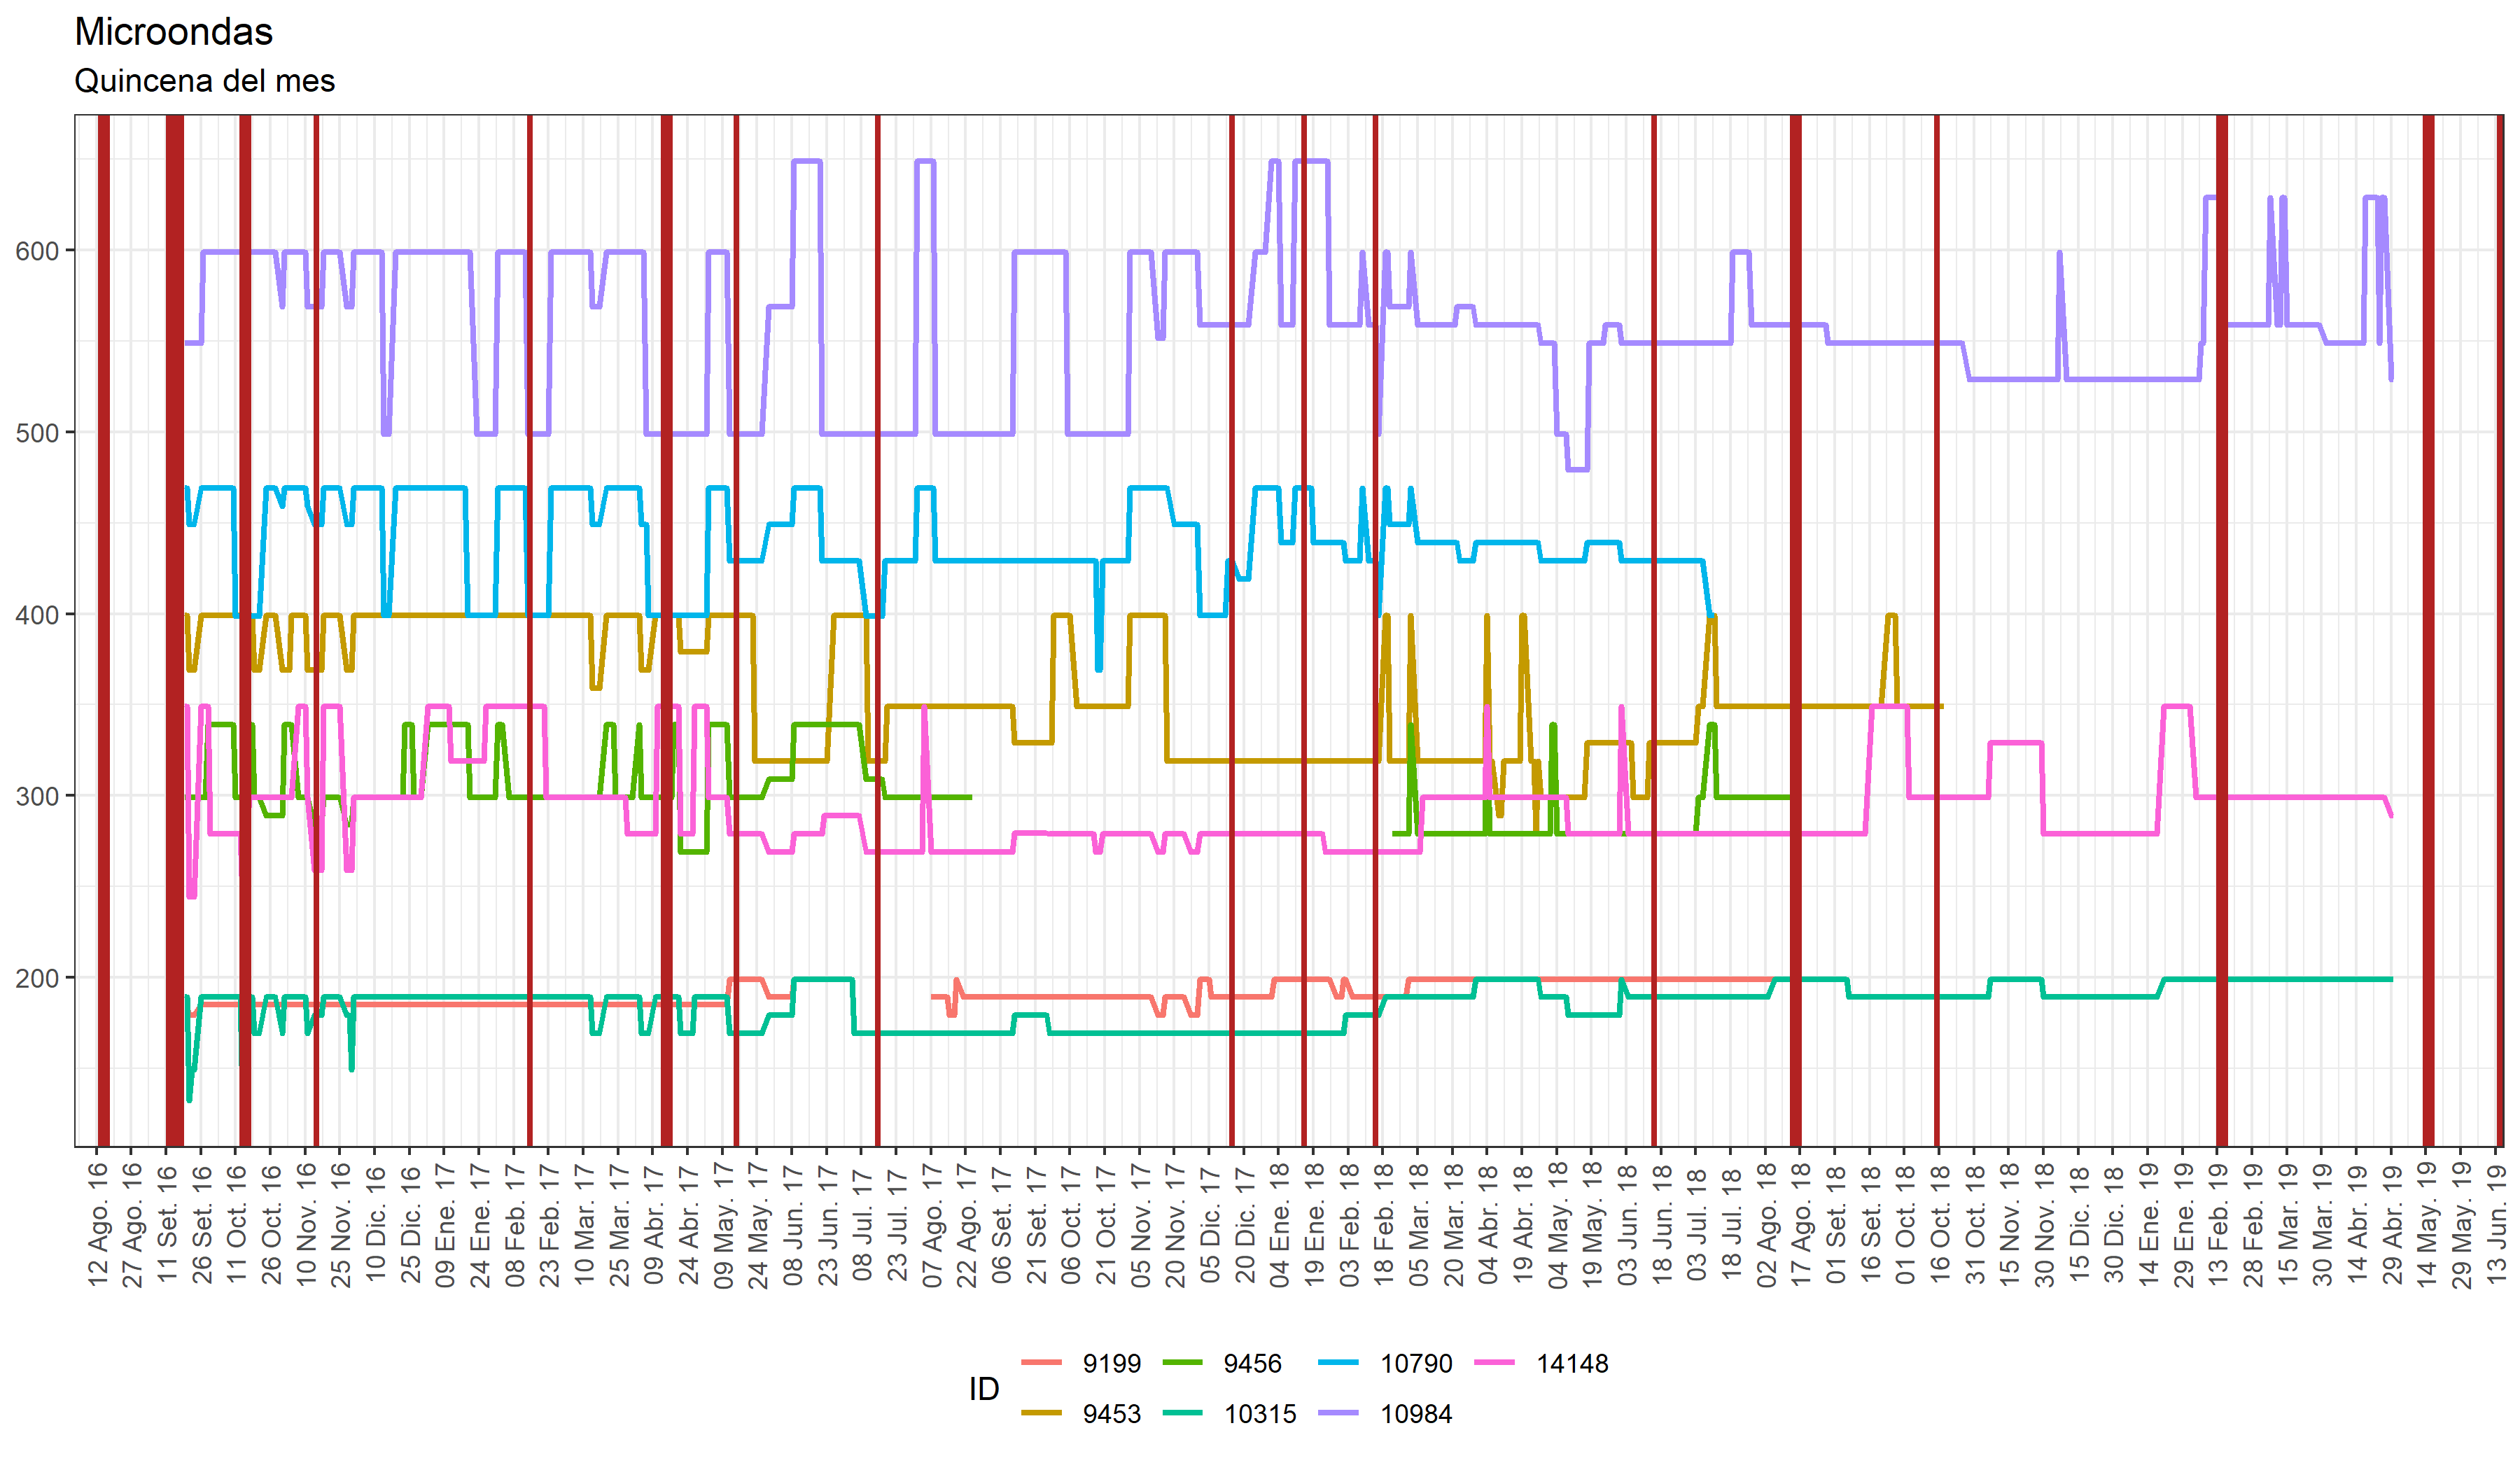 Microondas
Quincena del mes
600
500
400
300
200
12 Ago. 16
27 Ago. 16
11 Set. 16
26 Set. 16
11 Oct. 16
26 Oct. 16
10 Nov. 16
25 Nov. 16
10 Dic. 16
25 Dic. 16
09 Ene. 17
24 Ene. 17
08 Feb. 17
23 Feb. 17
10 Mar. 17
25 Mar. 17
09 Abr. 17
24 Abr. 17
09 May. 17
24 May. 17
08 Jun. 17
23 Jun. 17
08 Jul. 17
23 Jul. 17
07 Ago. 17
22 Ago. 17
06 Set. 17
21 Set. 17
06 Oct. 17
21 Oct. 17
05 Nov. 17
20 Nov. 17
05 Dic. 17
20 Dic. 17
04 Ene. 18
19 Ene. 18
03 Feb. 18
18 Feb. 18
05 Mar. 18
20 Mar. 18
04 Abr. 18
19 Abr. 18
04 May. 18
19 May. 18
03 Jun. 18
18 Jun. 18
03 Jul. 18
18 Jul. 18
02 Ago. 18
17 Ago. 18
01 Set. 18
16 Set. 18
01 Oct. 18
16 Oct. 18
31 Oct. 18
15 Nov. 18
30 Nov. 18
15 Dic. 18
30 Dic. 18
14 Ene. 19
29 Ene. 19
13 Feb. 19
28 Feb. 19
15 Mar. 19
30 Mar. 19
14 Abr. 19
29 Abr. 19
14 May. 19
29 May. 19
13 Jun. 19
ID
9199
9456
10790
14148
9453
10315
10984